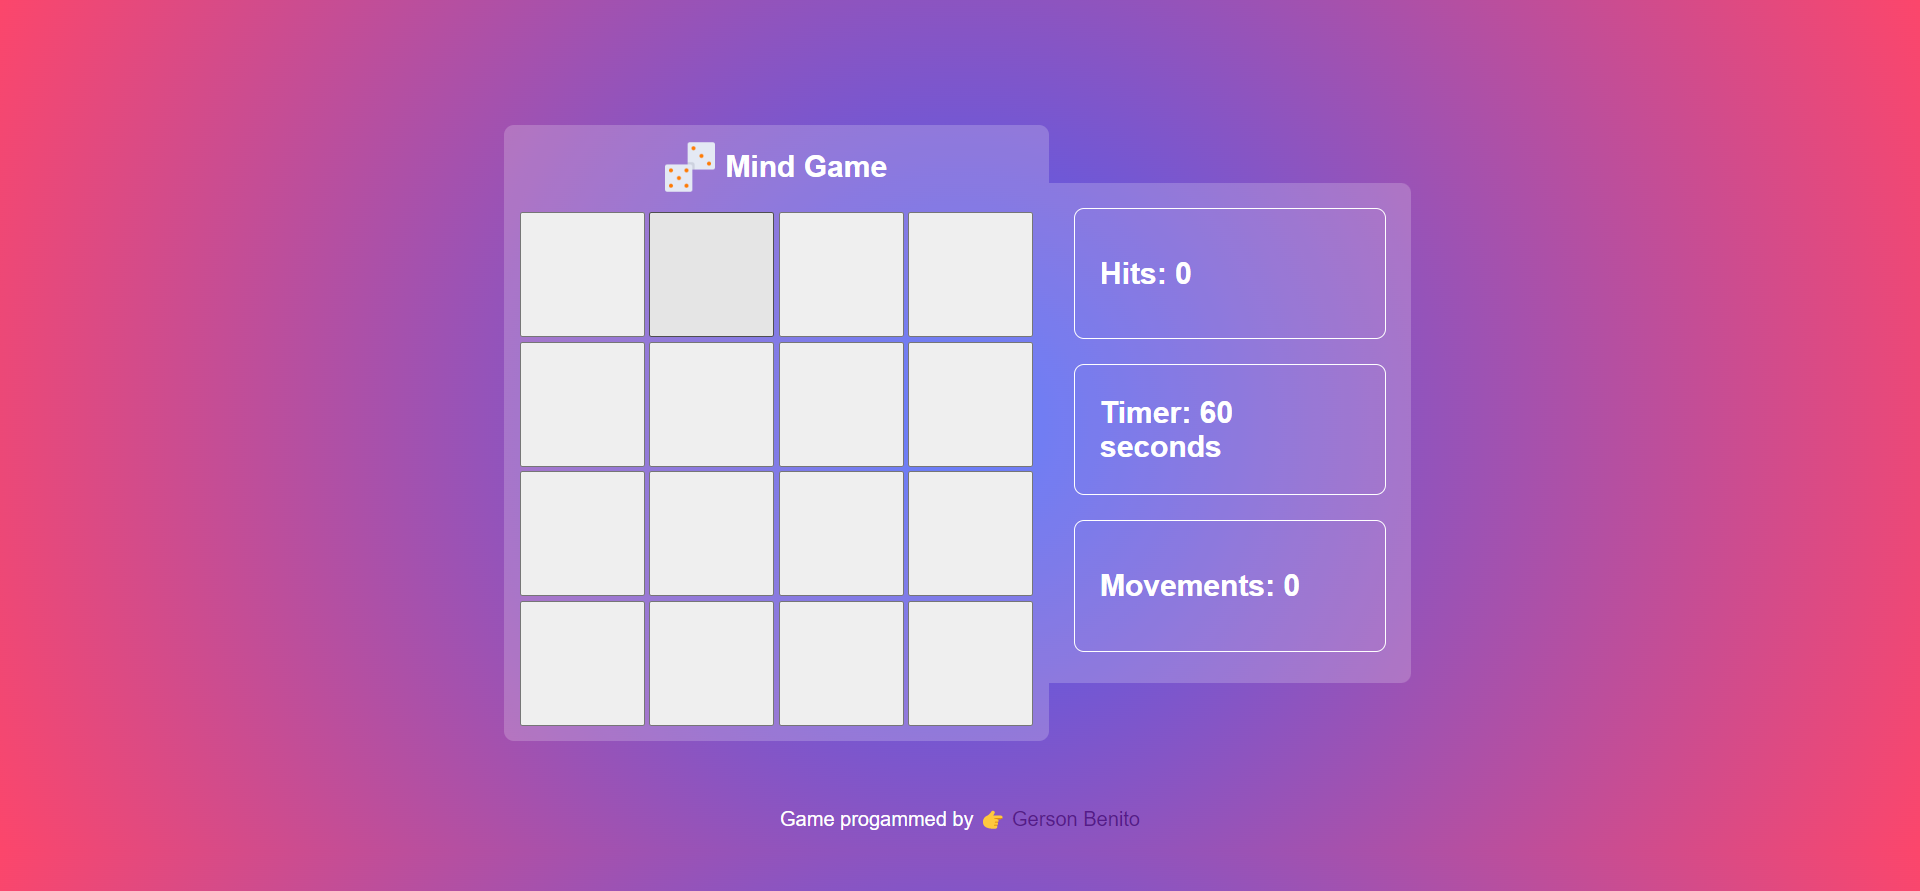 Mind Game
Hits: 0
Timer: 60
seconds
Movements: 0
Game progammed by 👉 Gerson Benito